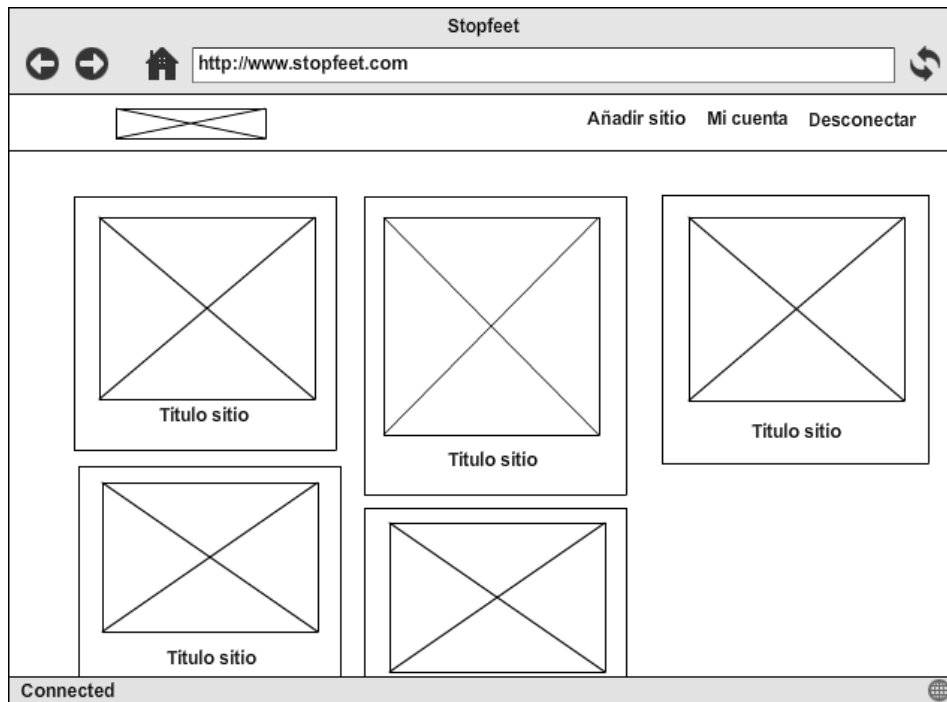 Stopfeet
http://www.stopfeet.com
Añadir sitio Mi cuenta Desconectar
Titulo sitio
Titulo sitio
Titulo sitio
Titulo sitio
Connected